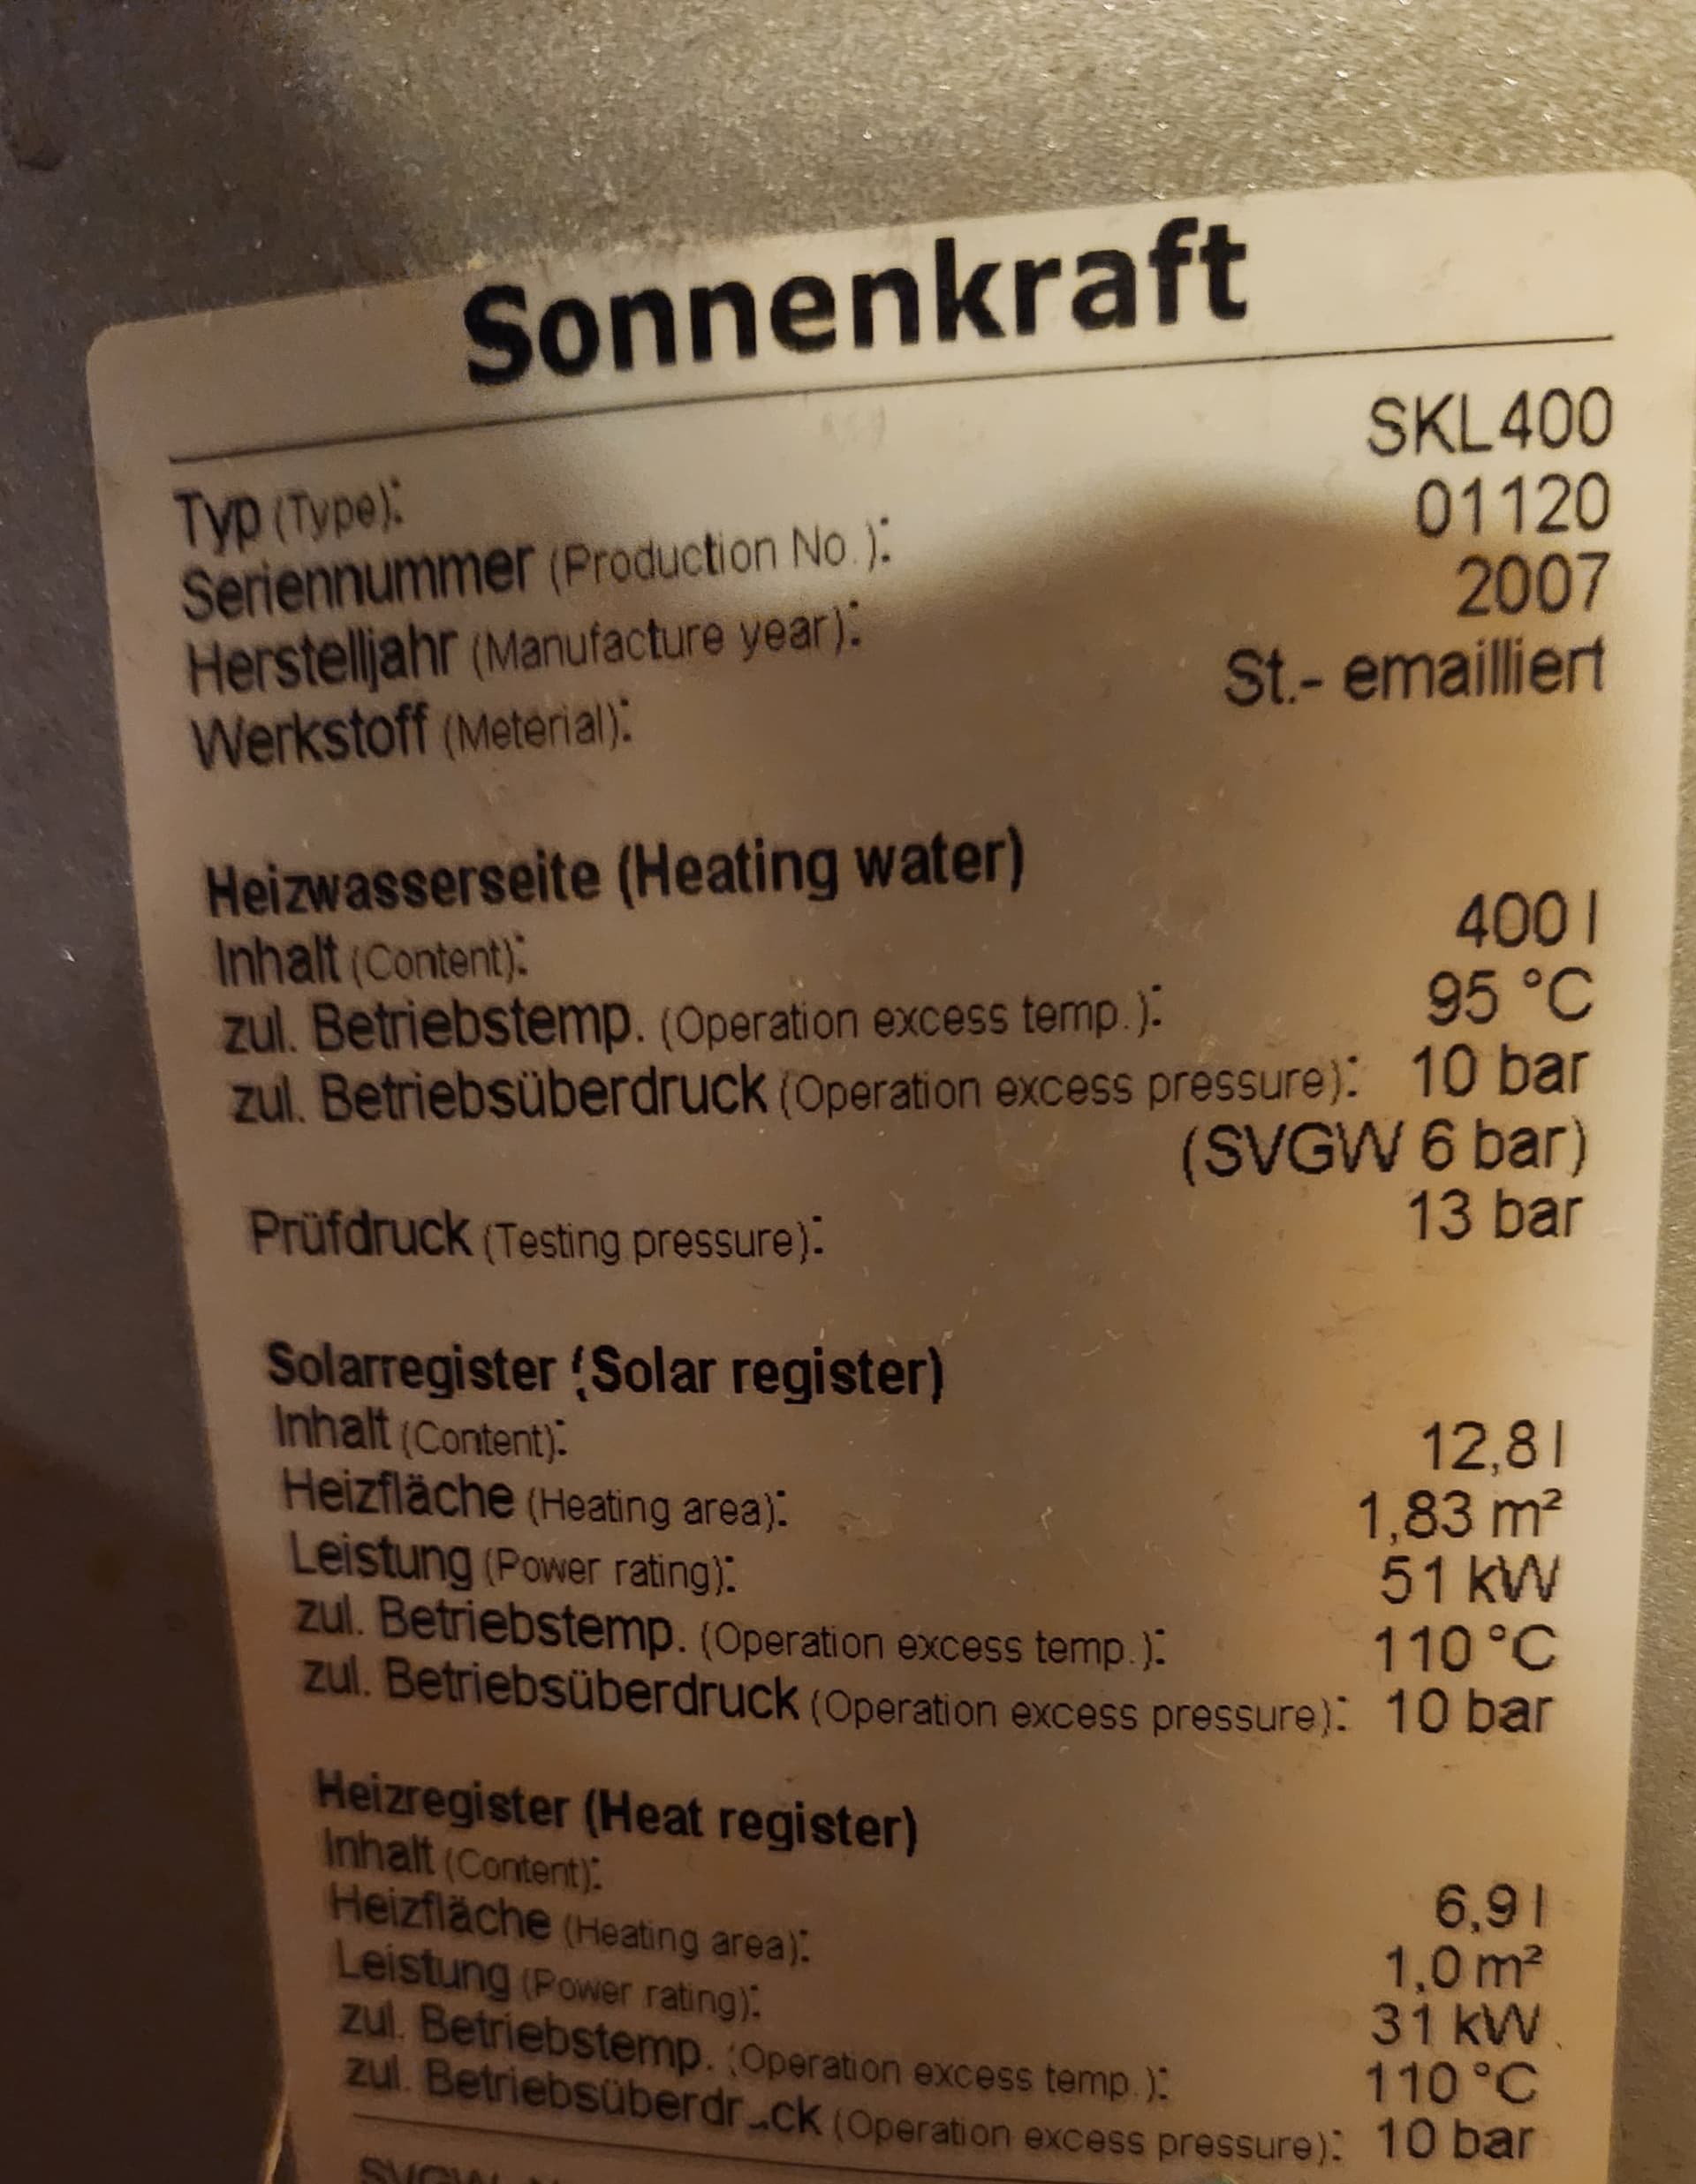 Sonnenkraft
Typ (Type): SKL400
Seriennummer (Production No.): 01120
Herstelljahr (Manufacture year): 2007
Werkstoff (Meterial): St.- emailliert
Heizwasserseite (Heating water)
Inhalt (Content): 400 l
zul. Betriebstemp. (Operation excess temp.): 95 °C
zul. Betriebsüberdruck (Operation excess pressure): 10 bar
(SVGW 6 bar)
Prüfdruck (Testing pressure): 13 bar
Solarregister (Solar register)
Inhalt (Content): 12,8 l
Heizfläche (Heating area): 1,83 m²
Leistung (Power rating): 51 kW
zul. Betriebstemp. (Operation excess temp.): 110 °C
zul. Betriebsüberdruck (Operation excess pressure): 10 bar
Heizregister (Heat register)
Inhalt (Content): 6,9 l
Heizfläche (Heating area): 1,0 m²
Leistung (Power rating): 31 kW
zul. Betriebstemp. (Operation excess temp.): 110 °C
zul. Betriebsüberdruck (Operation excess pressure): 10 bar
SVGW